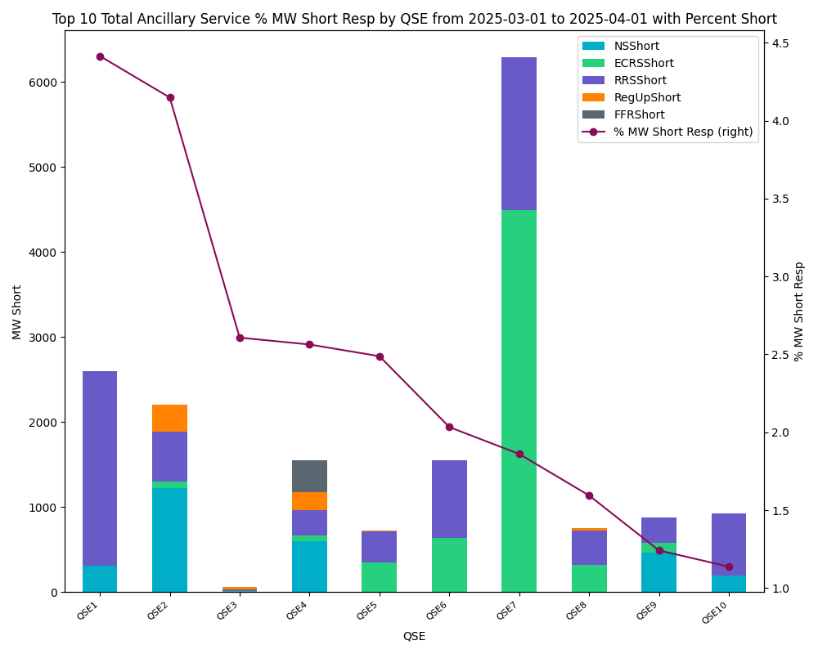 Top 10 Total Ancillary Service % MW Short Resp by QSE from 2025-03-01 to 2025-04-01 with Percent Short
NSShort
ECRSShort
RRSShort
RegUpShort
FFRShort
% MW Short Resp (right)
MW Short
6000
5000
4000
3000
2000
1000
0
4.5
4.0
3.5
3.0
2.5
2.0
1.5
1.0
% MW Short Resp
QSE1
QSE2
QSE3
QSE4
QSE5
QSE6
QSE7
QSE8
QSE9
QSE10
QSE